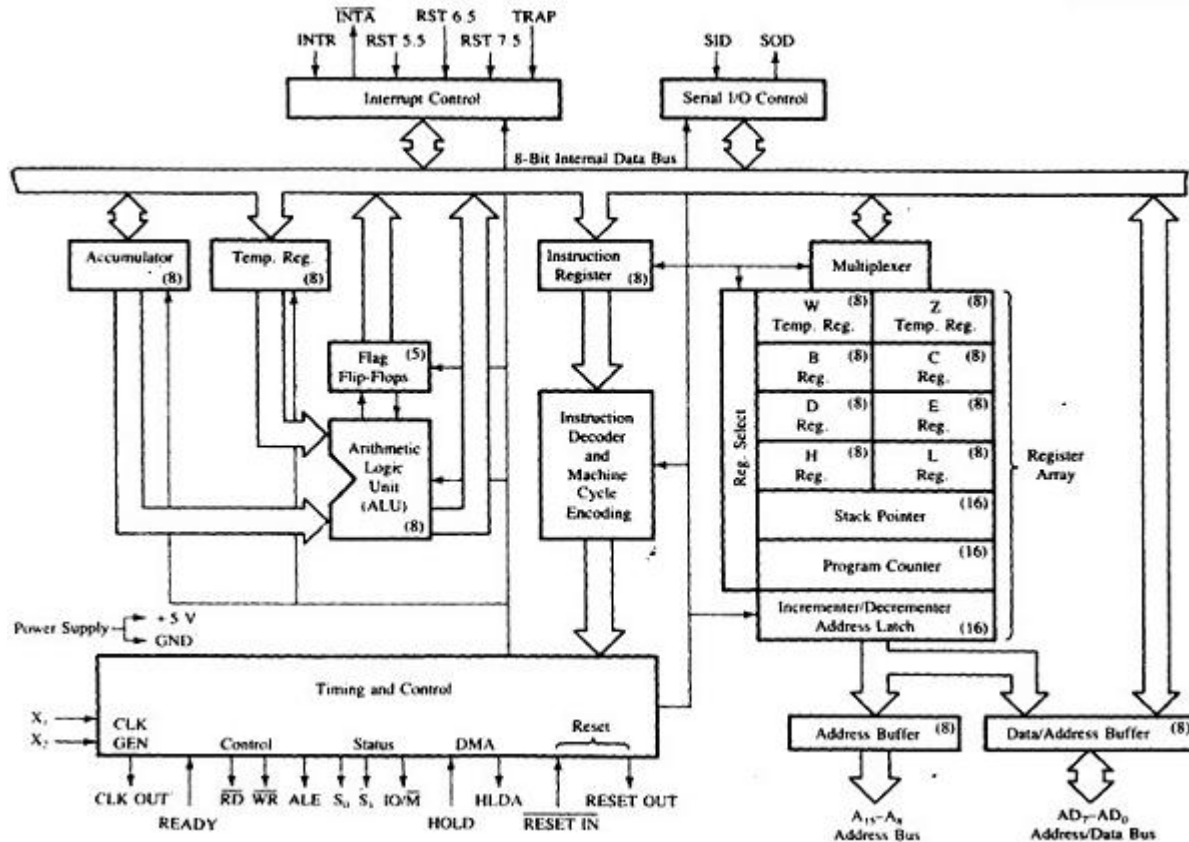 INTA
RST 6.5
TRAP
INTR
RST 5.5
RST 7.5
SID
SOD
Interrupt Control
Serial I/O Control
8-Bit Internal Data Bus
Accumulator
(8)
Temp. Reg.
(8)
Instruction
Register
(8)
Multiplexer
Flag
(5)
Flip-Flops
Arithmetic
Logic
Unit
(ALU)
(8)
Instruction
Decoder
and
Machine
Cycle
Encoding
Reg. Select
W
(8)
Temp. Reg.
Z
(8)
Temp. Reg.
B
(8)
Reg.
C
(8)
Reg.
D
(8)
Reg.
E
(8)
Reg.
H
(8)
Reg.
L
(8)
Reg.
Stack Pointer
(16)
Program Counter
(16)
Incrementer/Decrementer
Address Latch
(16)
Register
Array
Power Supply
+5 V
GND
Timing and Control
X₁
X₂
CLK
GEN
Control
Status
DMA
Reset
CLK OUT
READY
RD
WR
ALE
S₀
S₁
IO/M
HOLD
HLDA
RESET IN
RESET OUT
Address Buffer
(8)
Data/Address Buffer
(8)
A₁₅–A₈
Address Bus
AD₇–AD₀
Address/Data Bus